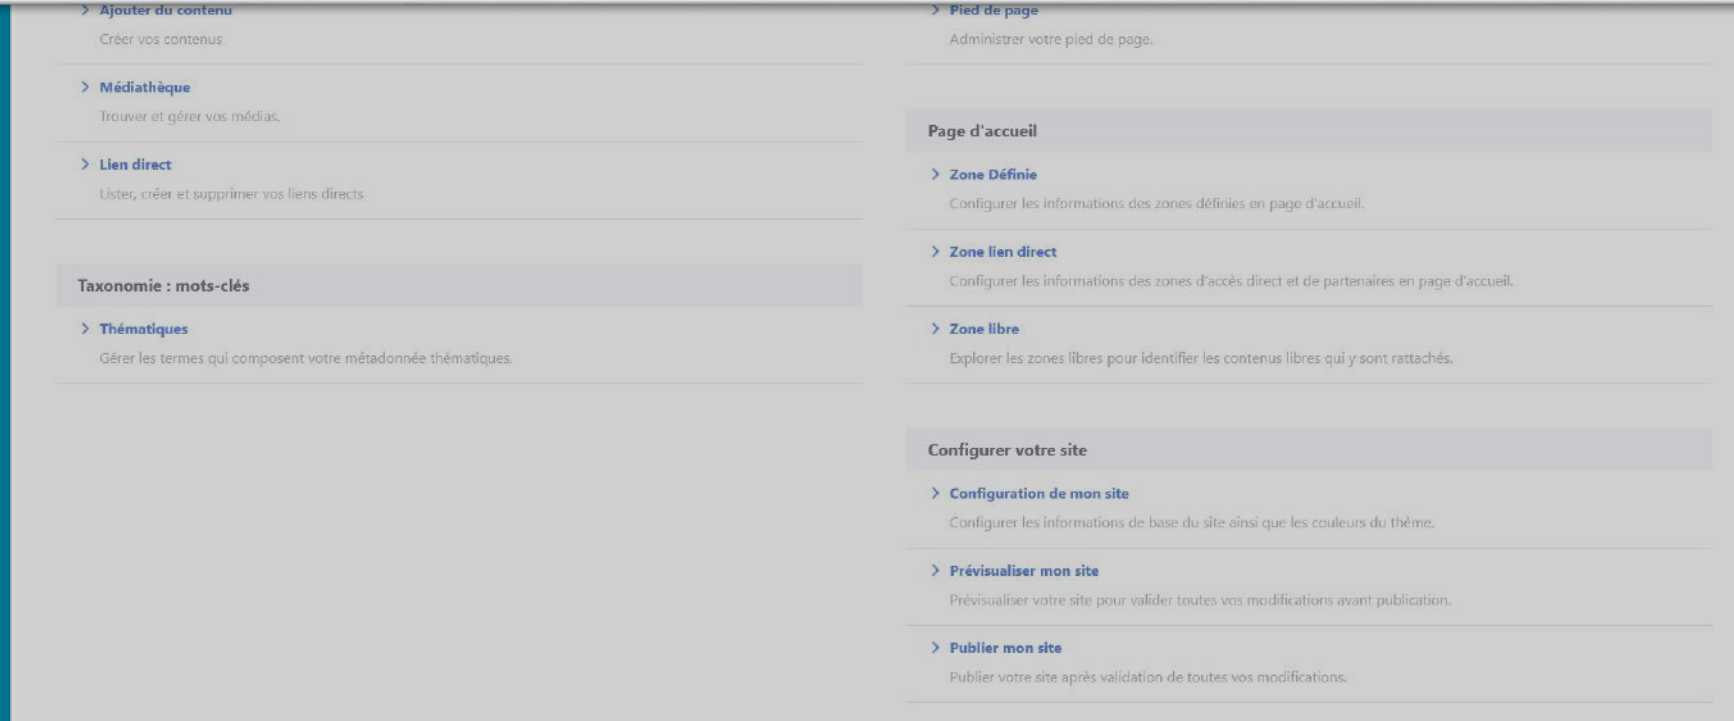 Ajouter du contenu
Créer vos contenus
Médiathèque
Trouver et gérer vos médias.
Lien direct
Lister, créer et supprimer vos liens directs
Taxonomie : mots-clés
Thématiques
Gérer les termes qui composent votre métadonnée thématiques.
Pied de page
Administrer votre pied de page.
Page d'accueil
Zone Définie
Configurer les informations des zones définies en page d'accueil.
Zone lien direct
Configurer les informations des zones d'accès direct et de partenaires en page d'accueil.
Zone libre
Explorer les zones libres pour identifier les contenus libres qui y sont rattachés.
Configurer votre site
Configuration de mon site
Configurer les informations de base du site ainsi que les couleurs du thème.
Prévisualiser mon site
Prévisualiser votre site pour valider toutes vos modifications avant publication.
Publier mon site
Publier votre site après validation de toutes vos modifications.